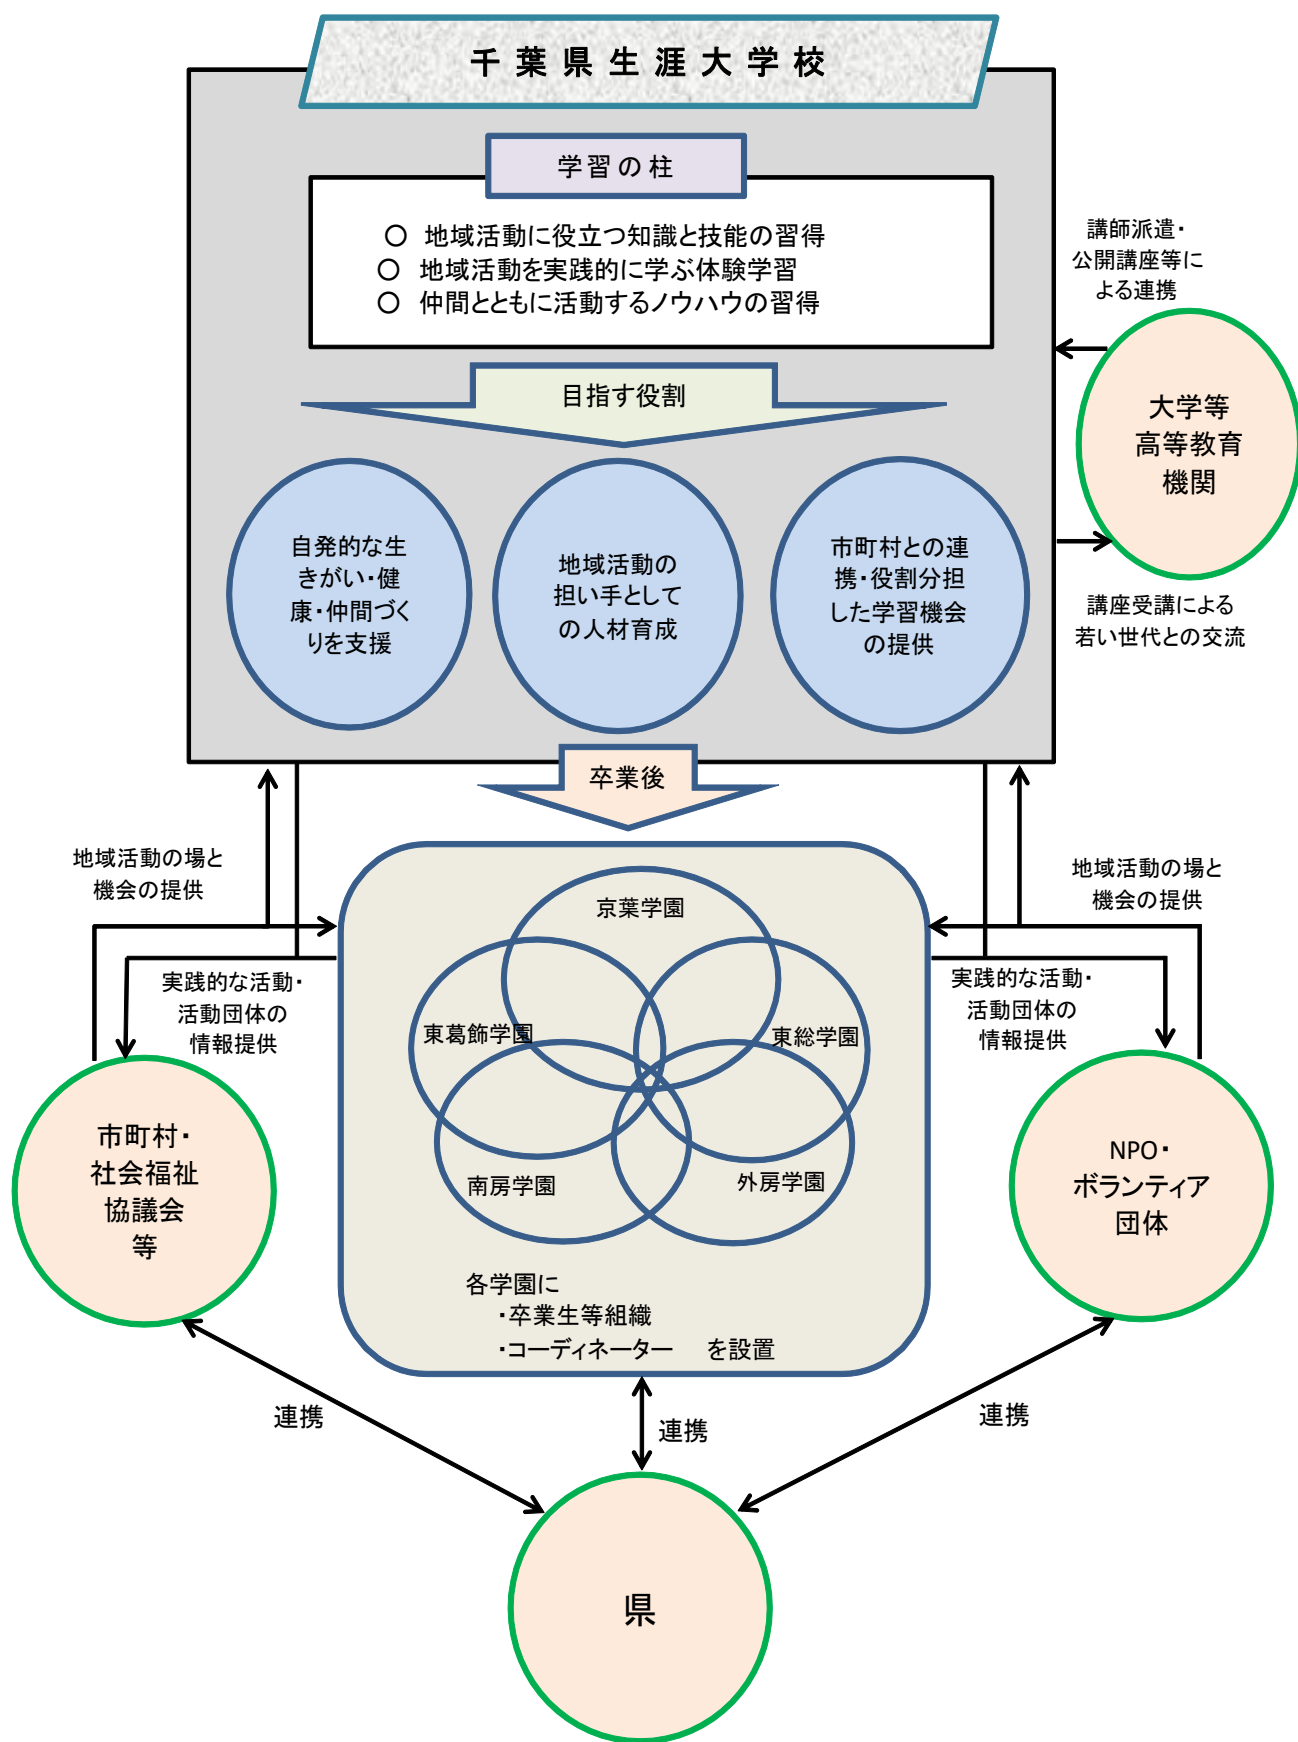 千葉県生涯大学校
学習の柱
○ 地域活動に役立つ知識と技能の習得
○ 地域活動を実践的に学ぶ体験学習
○ 仲間とともに活動するノウハウの習得
講師派遣・
公開講座等に
よる連携
目指す役割
大学等
高等教育
機関
自発的な生
きがい・健
康・仲間づく
りを支援
地域活動の
担い手として
の人材育成
市町村との連
携・役割分担
した学習機会
の提供
講座受講による
若い世代との交流
卒業後
地域活動の場と
機会の提供
地域活動の場と
機会の提供
実践的な活動・
活動団体の
情報提供
実践的な活動・
活動団体の
情報提供
京葉学園
東葛飾学園
東総学園
南房学園
外房学園
各学園に
・卒業生等組織
・コーディネーター を設置
市町村・
社会福祉
協議会
等
NPO・
ボランティア
団体
連携
連携
連携
県